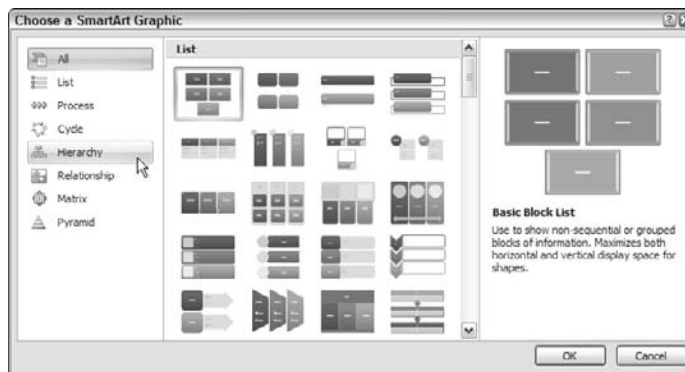 Choose a SmartArt Graphic
All
List
Process
Cycle
Hierarchy
Relationship
Matrix
Pyramid
List
Basic Block List
Use to show non-sequential or grouped
blocks of information. Maximizes both
horizontal and vertical display space for
shapes.
OK
Cancel